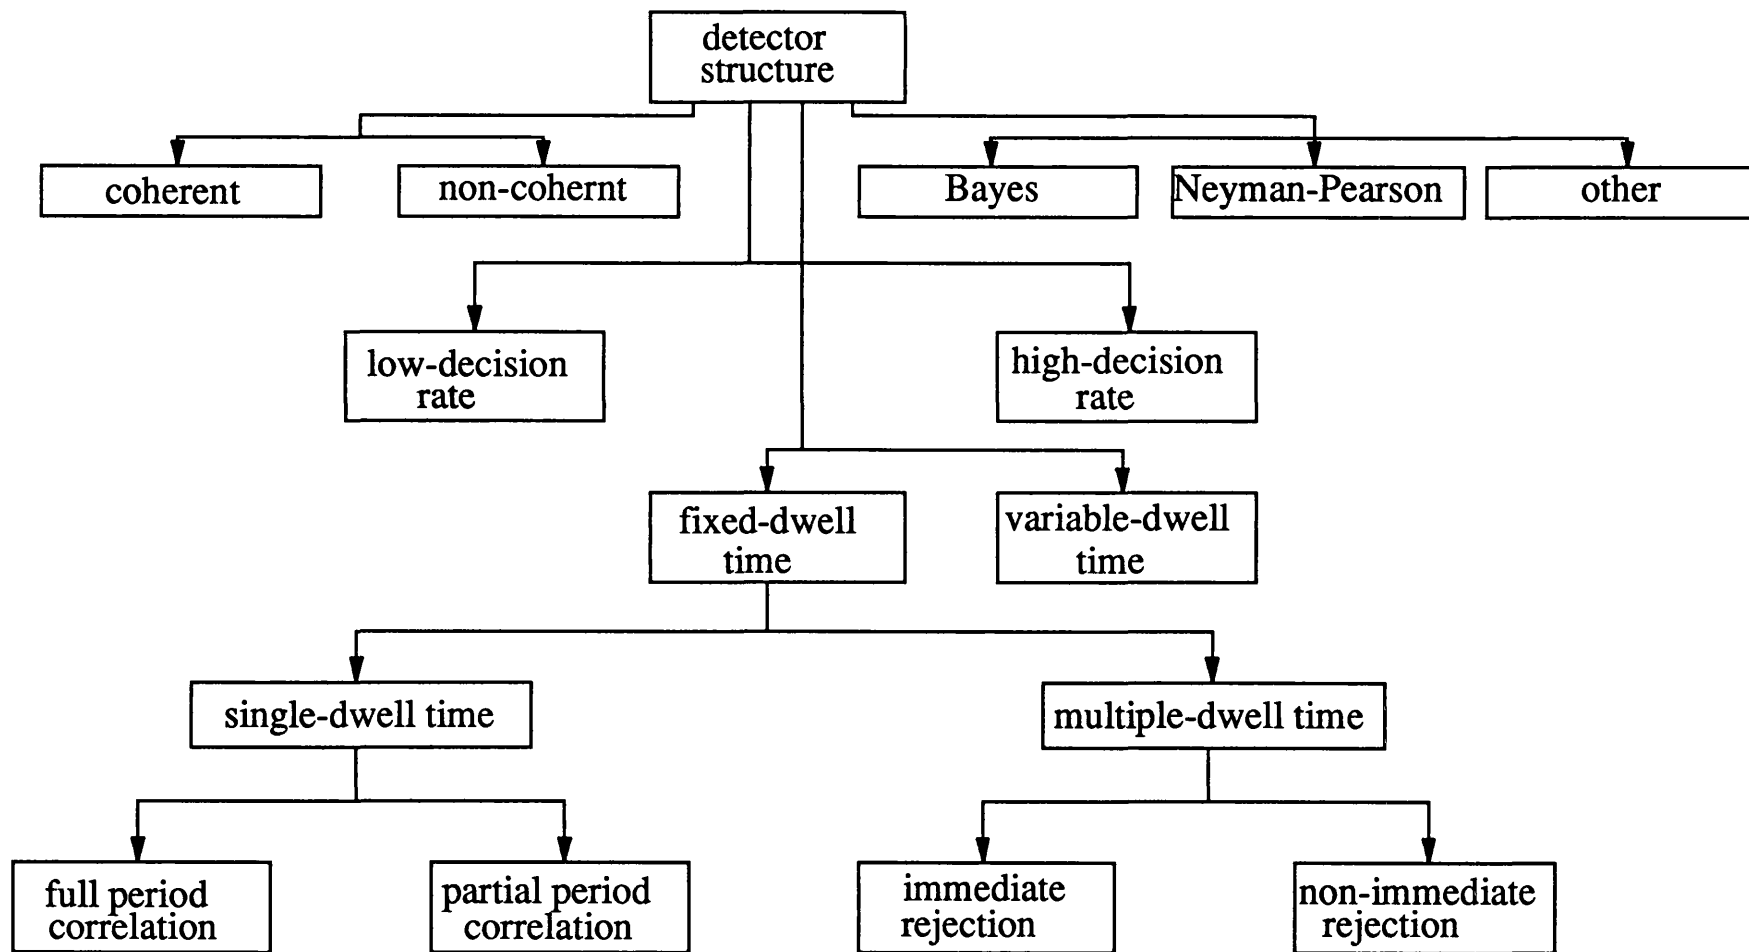 detector
structure
coherent
non-cohernt
Bayes
Neyman-Pearson
other
low-decision
rate
high-decision
rate
fixed-dwell
time
variable-dwell
time
single-dwell time
multiple-dwell time
full period
correlation
partial period
correlation
immediate
rejection
non-immediate
rejection